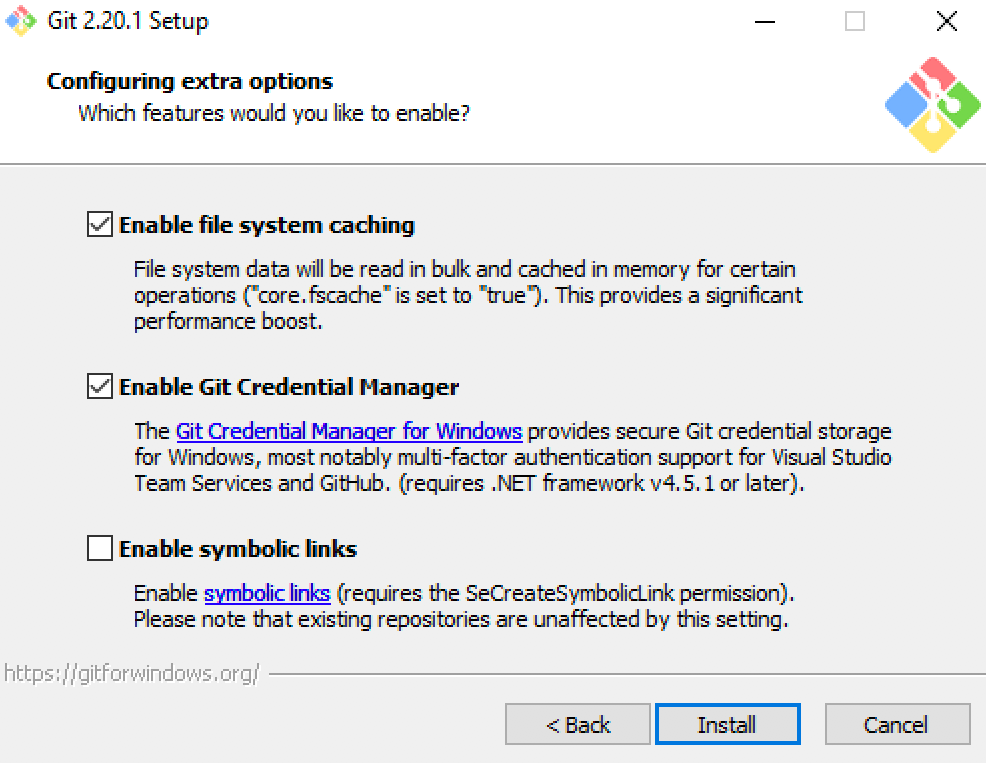 Git 2.20.1 Setup
Configuring extra options
Which features would you like to enable?
Enable file system caching
File system data will be read in bulk and cached in memory for certain
operations ("core.fscache" is set to "true"). This provides a significant
performance boost.
Enable Git Credential Manager
The Git Credential Manager for Windows provides secure Git credential storage
for Windows, most notably multi-factor authentication support for Visual Studio
Team Services and GitHub. (requires .NET framework v4.5.1 or later).
Enable symbolic links
Enable symbolic links (requires the SeCreateSymbolicLink permission).
Please note that existing repositories are unaffected by this setting.
https://gitforwindows.org/
< Back
Install
Cancel